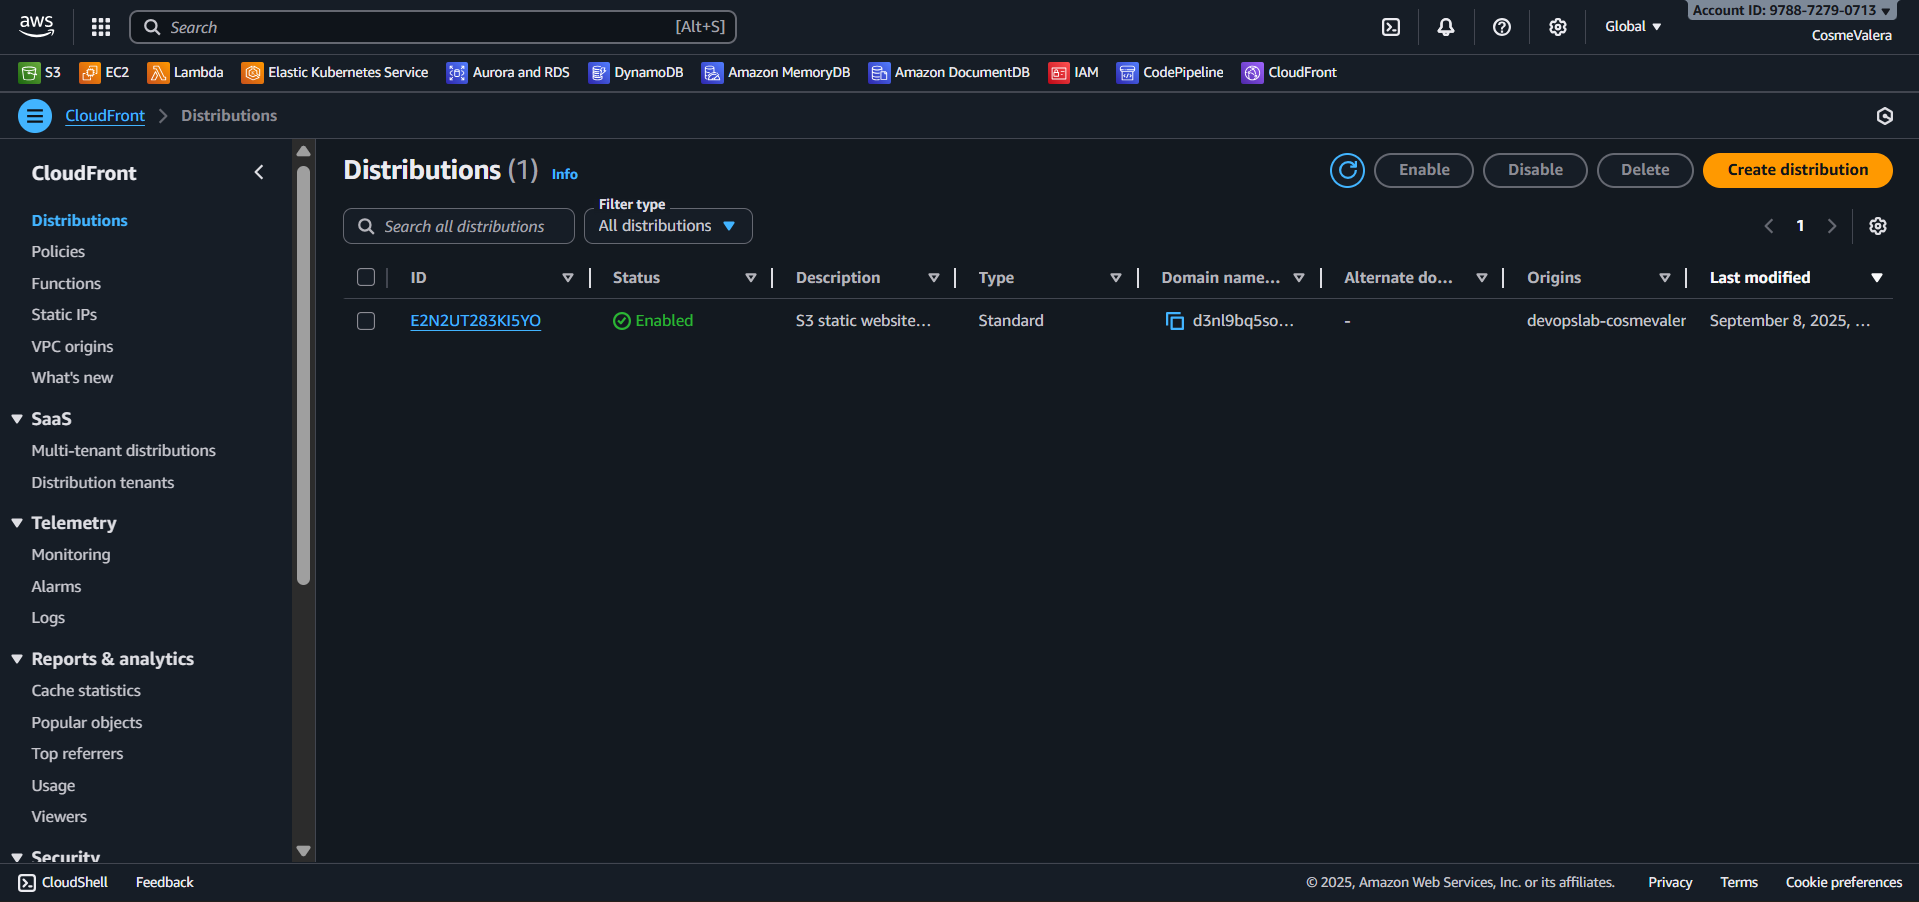 aws
Search
[Alt+S]
Global
Account ID: 9788-7279-0713
CosmeValera
S3
EC2
Lambda
Elastic Kubernetes Service
Aurora and RDS
DynamoDB
Amazon MemoryDB
Amazon DocumentDB
IAM
CodePipeline
CloudFront
CloudFront
Distributions
CloudFront
Distributions
Policies
Functions
Static IPs
VPC origins
What's new
SaaS
Multi-tenant distributions
Distribution tenants
Telemetry
Monitoring
Alarms
Logs
Reports & analytics
Cache statistics
Popular objects
Top referrers
Usage
Viewers
Security
Distributions (1) Info
Enable
Disable
Delete
Create distribution
Search all distributions
Filter type
All distributions
1
ID
Status
Description
Type
Domain name...
Alternate do...
Origins
Last modified
E2N2UT283KI5YO
Enabled
S3 static website...
Standard
d3nl9bq5so...
-
devopslab-cosmevaler
September 8, 2025, ...
CloudShell
Feedback
© 2025, Amazon Web Services, Inc. or its affiliates.
Privacy
Terms
Cookie preferences